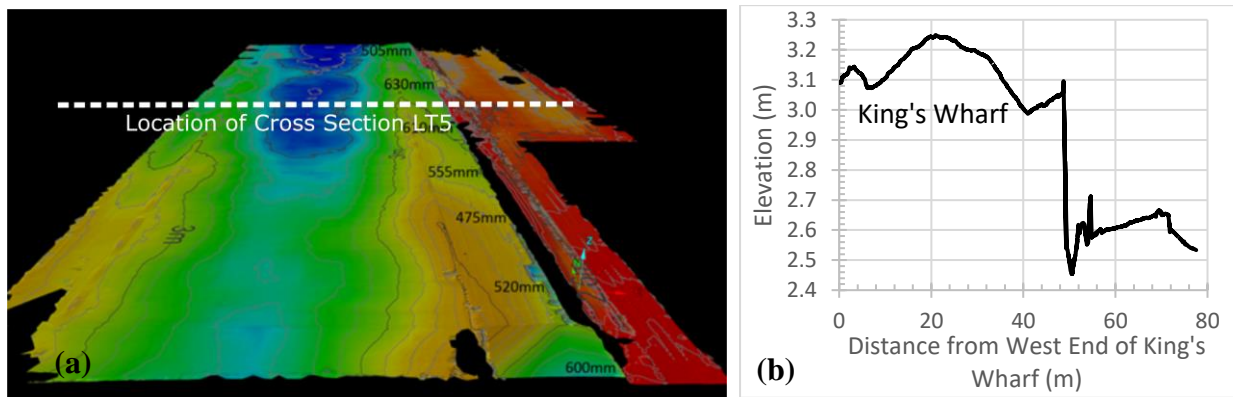 505mm
630mm
Location of Cross Section LT5
555mm
3m
475mm
520mm
600mm
(a)
3.3
3.2
3.1
3.0
2.9
2.8
2.7
2.6
2.5
2.4
Elevation (m)
King's Wharf
0
20
40
60
80
Distance from West End of King's
Wharf (m)
(b)